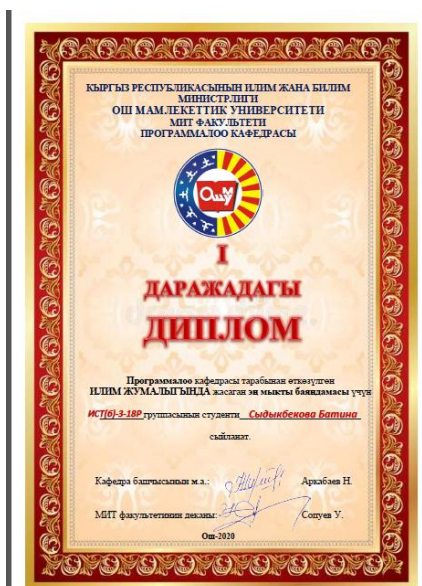 КЫРГЫЗ РЕСПУБЛИКАСЫНЫН ИЛИМ ЖАНА БИЛИМ
МИНИСТРЛИГИ
ОШ МАМЛЕКЕТТИК УНИВЕРСИТЕТИ
МИТ ФАКУЛЬТЕТИ
ПРОГРАММАЛОО КАФЕДРАСЫ
ОшМУ
I
ДАРАЖАДАГЫ
ДИПЛОМ
Программалоо кафедрасы тарабынан өткөзүлгөн
ИЛИМ ЖУМАЛЫГЫНДА жасаган эң мыкты баяндамасы үчүн
ИСТ(б)-3-18Р группасынын студенти Сыдыкбекова Батина
сыйланат.
Кафедра башчысынын м.а.: Аркабаев Н.
МИТ факультетинин деканы: Сопуев У.
Ош-2020